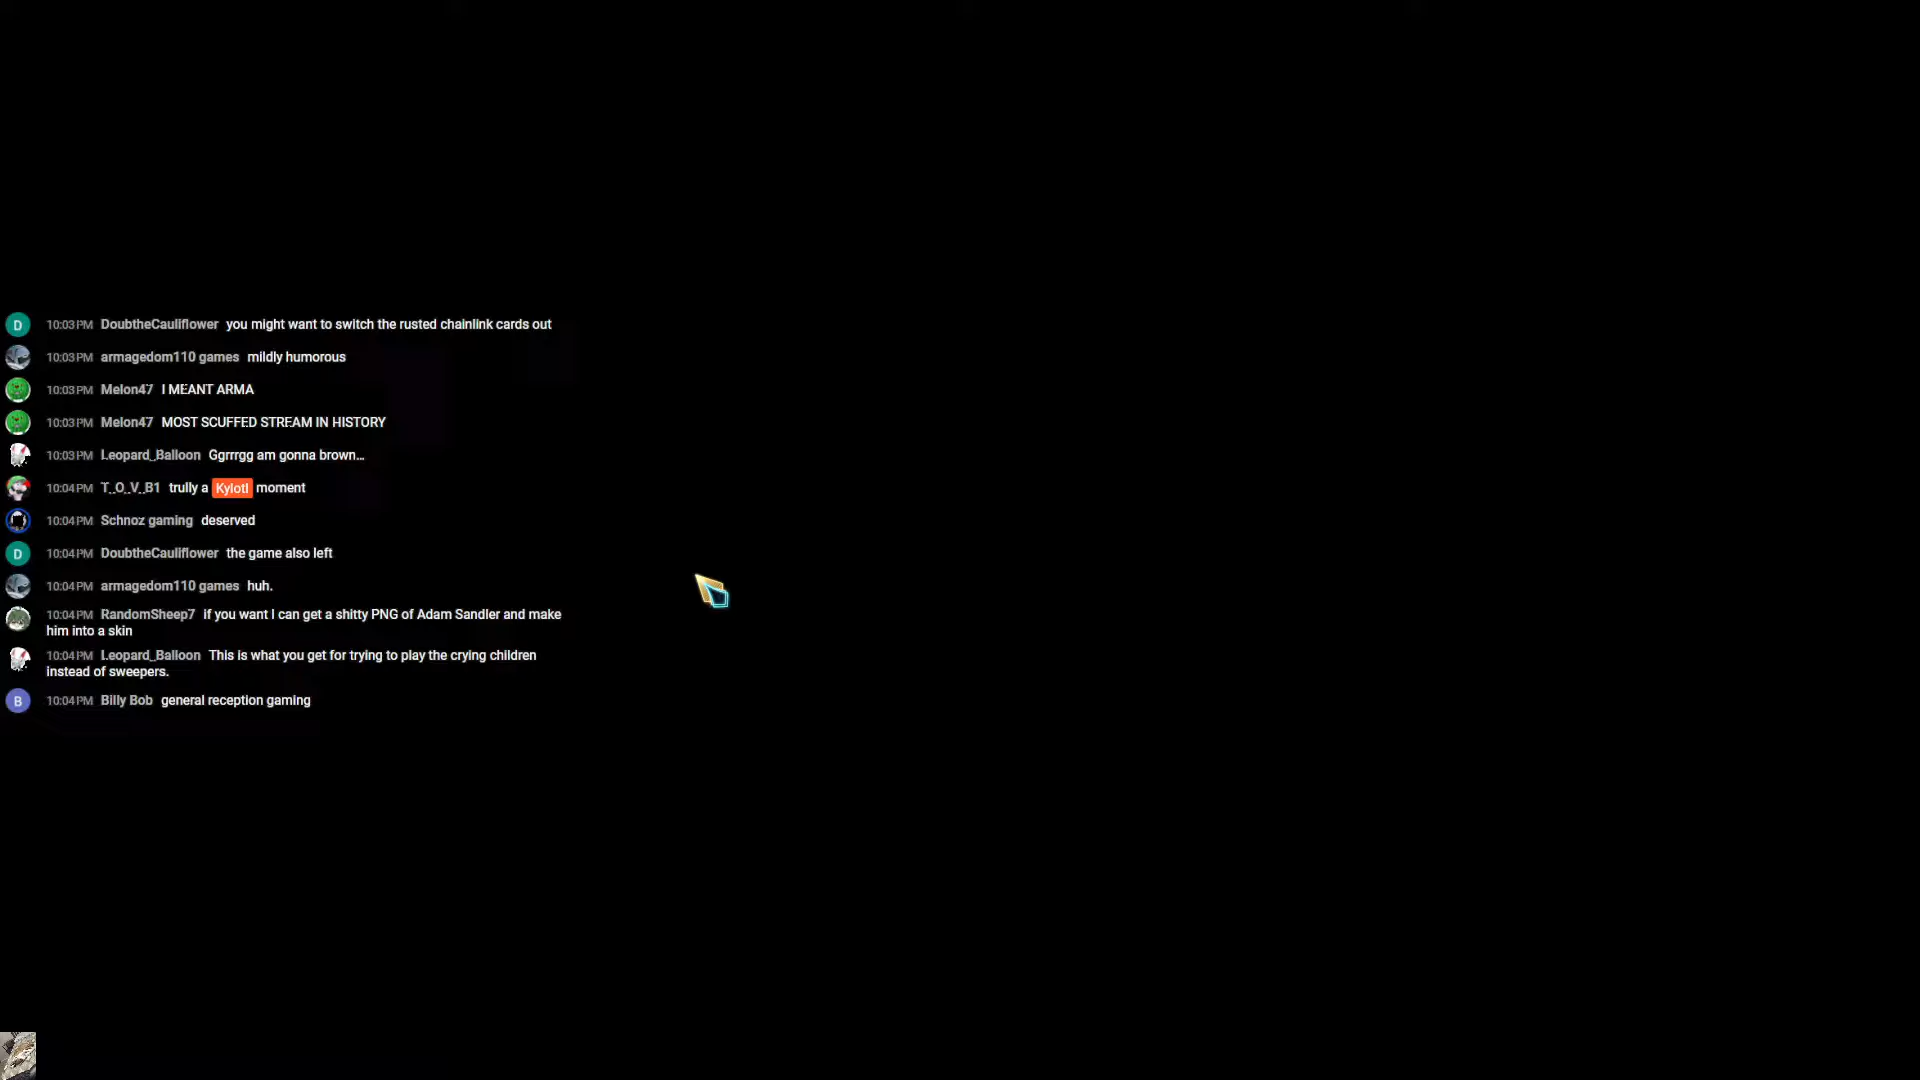 D 10:03 PM DoubtheCauliflower you might want to switch the rusted chainlink cards out
10:03 PM armagedom110 games mildly humorous
10:03 PM Melon47 I MEANT ARMA
10:03 PM Melon47 MOST SCUFFED STREAM IN HISTORY
10:03 PM Leopard_Balloon Ggrrrgg am gonna brown...
10:04 PM T_O_V_B1 trully a Kylotl moment
10:04 PM Schnoz gaming deserved
D 10:04 PM DoubtheCauliflower the game also left
10:04 PM armagedom110 games huh.
10:04 PM RandomSheep7 if you want I can get a shitty PNG of Adam Sandler and make
him into a skin
10:04 PM Leopard_Balloon This is what you get for trying to play the crying children
instead of sweepers.
B 10:04 PM Billy Bob general reception gaming